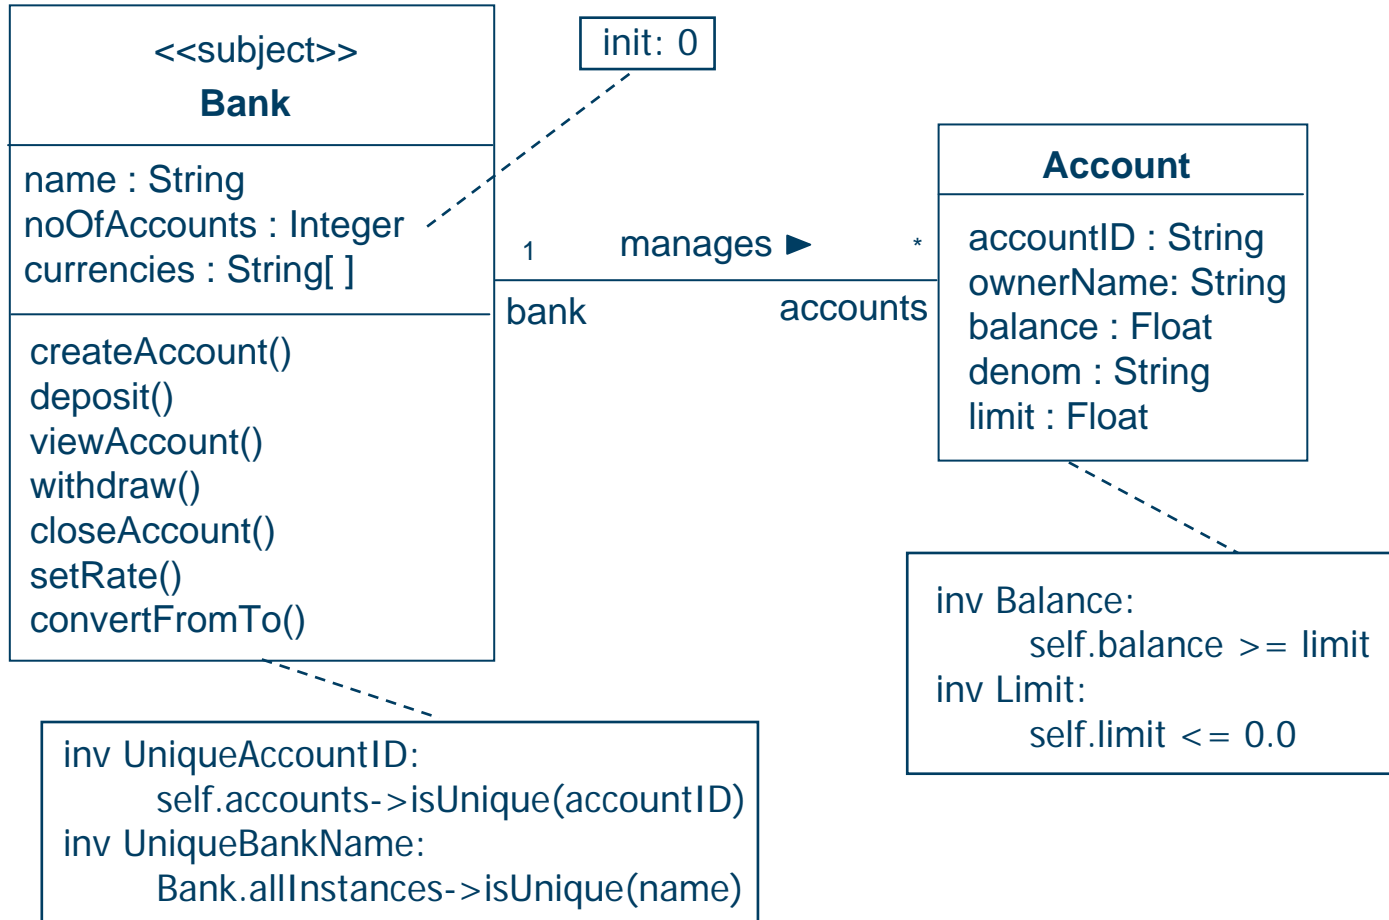 <<subject>>
Bank
name : String
noOfAccounts : Integer
currencies : String[ ]
createAccount()
deposit()
viewAccount()
withdraw()
closeAccount()
setRate()
convertFromTo()
init: 0
1
manages ►
*
bank
accounts
Account
accountID : String
ownerName: String
balance : Float
denom : String
limit : Float
inv Balance:
self.balance >= limit
inv Limit:
self.limit <= 0.0
inv UniqueAccountID:
self.accounts->isUnique(accountID)
inv UniqueBankName:
Bank.allInstances->isUnique(name)